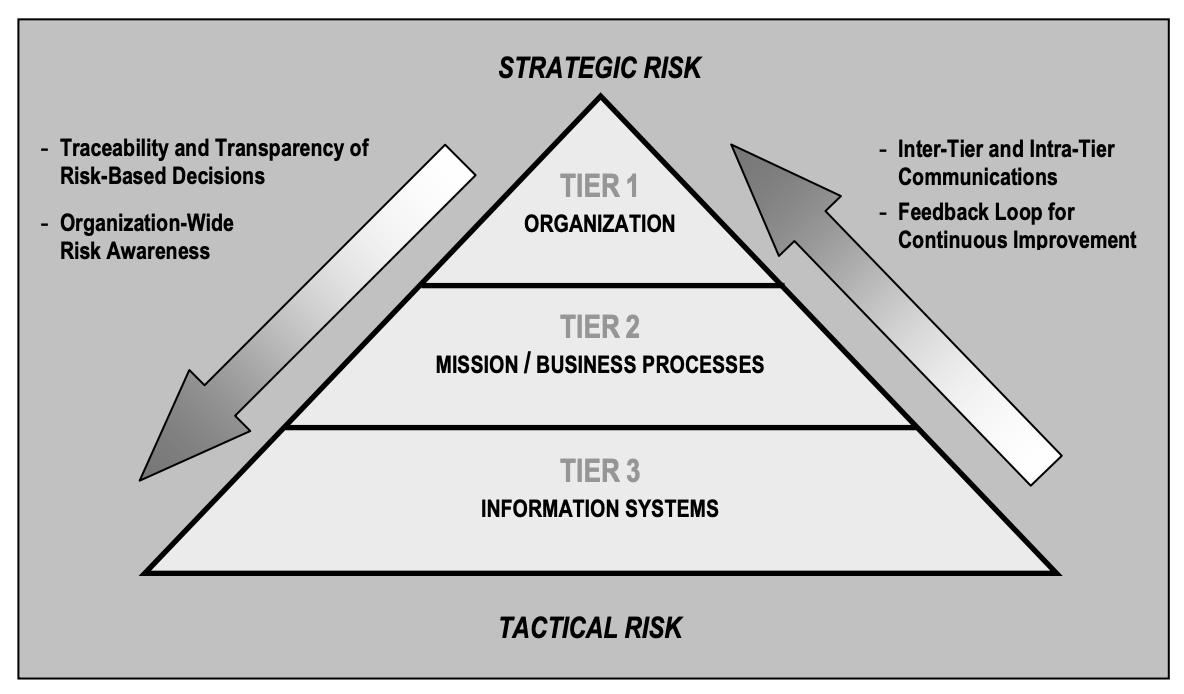 STRATEGIC RISK
- Traceability and Transparency of
Risk-Based Decisions
- Organization-Wide
Risk Awareness
- Inter-Tier and Intra-Tier
Communications
- Feedback Loop for
Continuous Improvement
TIER 1
ORGANIZATION
TIER 2
MISSION / BUSINESS PROCESSES
TIER 3
INFORMATION SYSTEMS
TACTICAL RISK